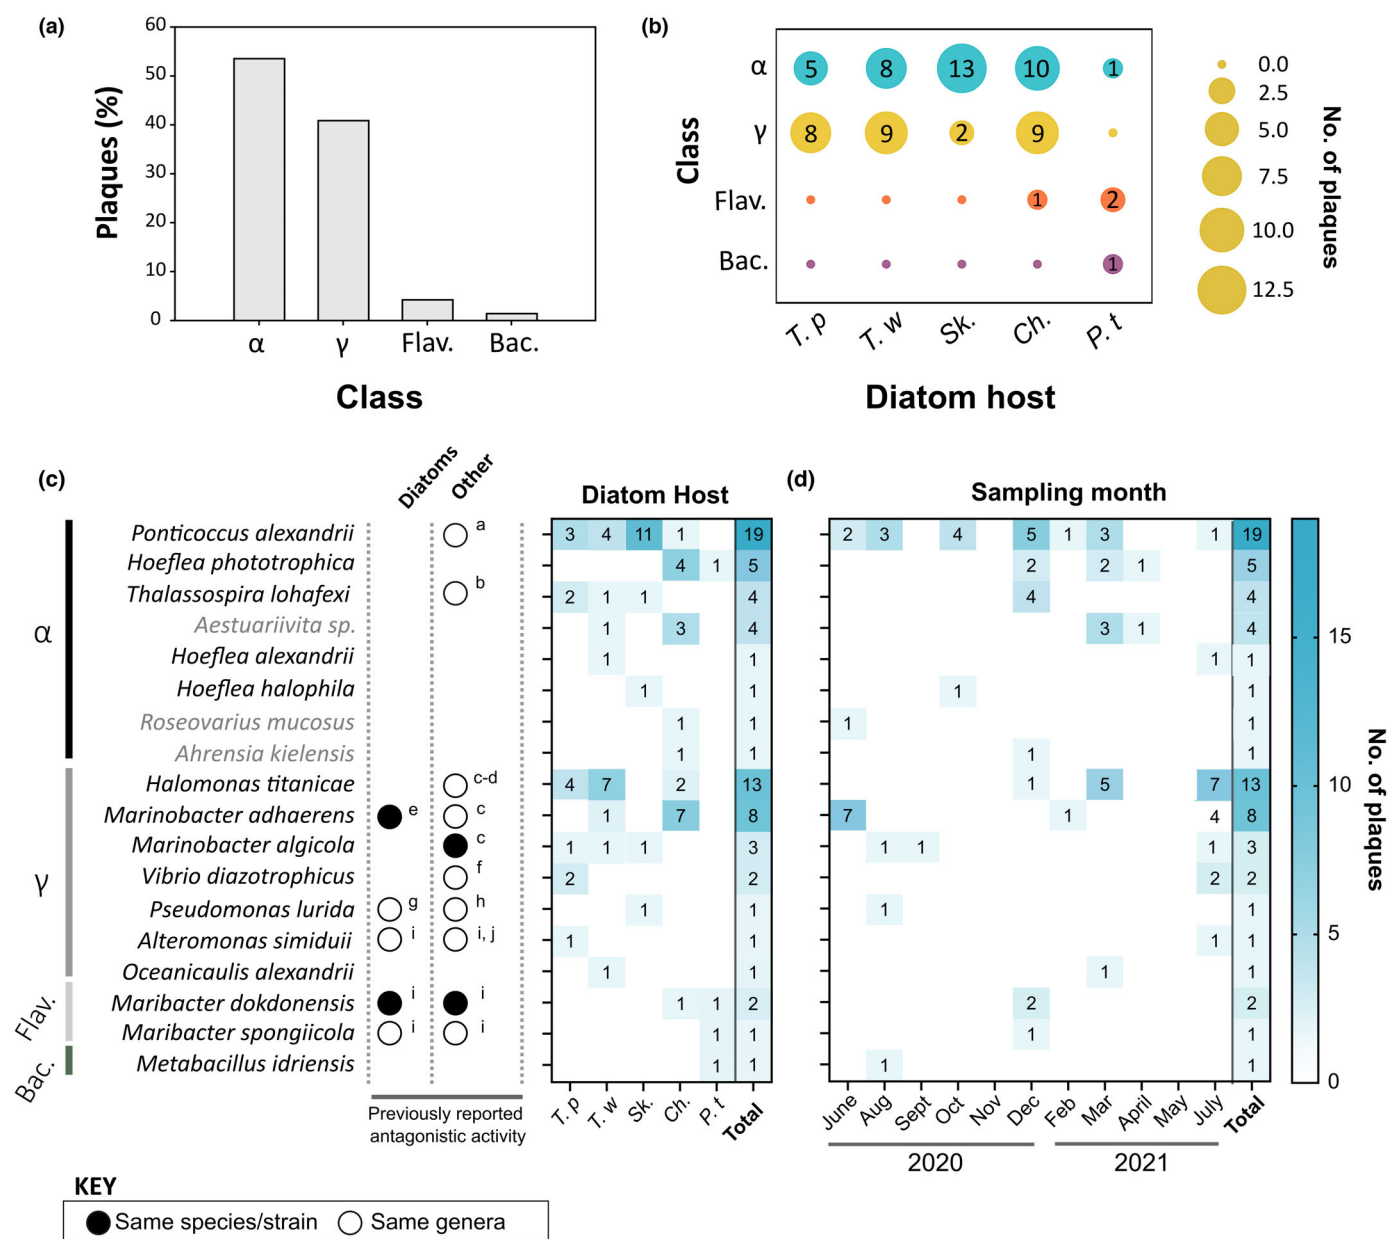 (a)
60
50
40
30
20
10
0
Plaques (%)
α γ Flav. Bac.
Class
(b)
Class
α 5 8 13 10 1
γ 8 9 2 9
Flav. 1 2
Bac. 1
T. p T. w Sk. Ch. P. t
Diatom host
0.0
2.5
5.0
7.5
10.0
12.5
No. of plaques
(c)
Diatoms Other
Diatom Host
(d)
Sampling month
α
Ponticoccus alexandrii a 3 4 11 1 19 2 3 4 5 1 3 1 19
Hoeflea phototrophica 4 1 5 2 2 1 5
Thalassospira lohafexi b 2 1 1 4 4 4
Aestuariivita sp. 1 3 4 3 1 4
Hoeflea alexandrii 1 1 1 1
Hoeflea halophila 1 1 1 1
Roseovarius mucosus 1 1 1 1
Ahrensia kielensis 1 1 1 1
γ
Halomonas titanicae c-d 4 7 2 13 1 5 7 13
Marinobacter adhaerens e c 1 7 8 7 1 4 8
Marinobacter algicola c 1 1 1 3 1 1 1 3
Vibrio diazotrophicus f 2 2 2 2
Pseudomonas lurida g h 1 1 1 1
Alteromonas simiduii i i, j 1 1 1 1
Oceanicaulis alexandrii 1 1 1 1
Flav.
Maribacter dokdonensis i i 1 1 2 2 2
Maribacter spongiicola i i 1 1 1 1
Bac.
Metabacillus idriensis 1 1 1 1
Previously reported
antagonistic activity
T. p T. w Sk. Ch. P. t Total
June Aug Sept Oct Nov Dec Feb Mar April May July Total
2020 2021
15
10
5
0
No. of plaques
KEY
Same species/strain Same genera